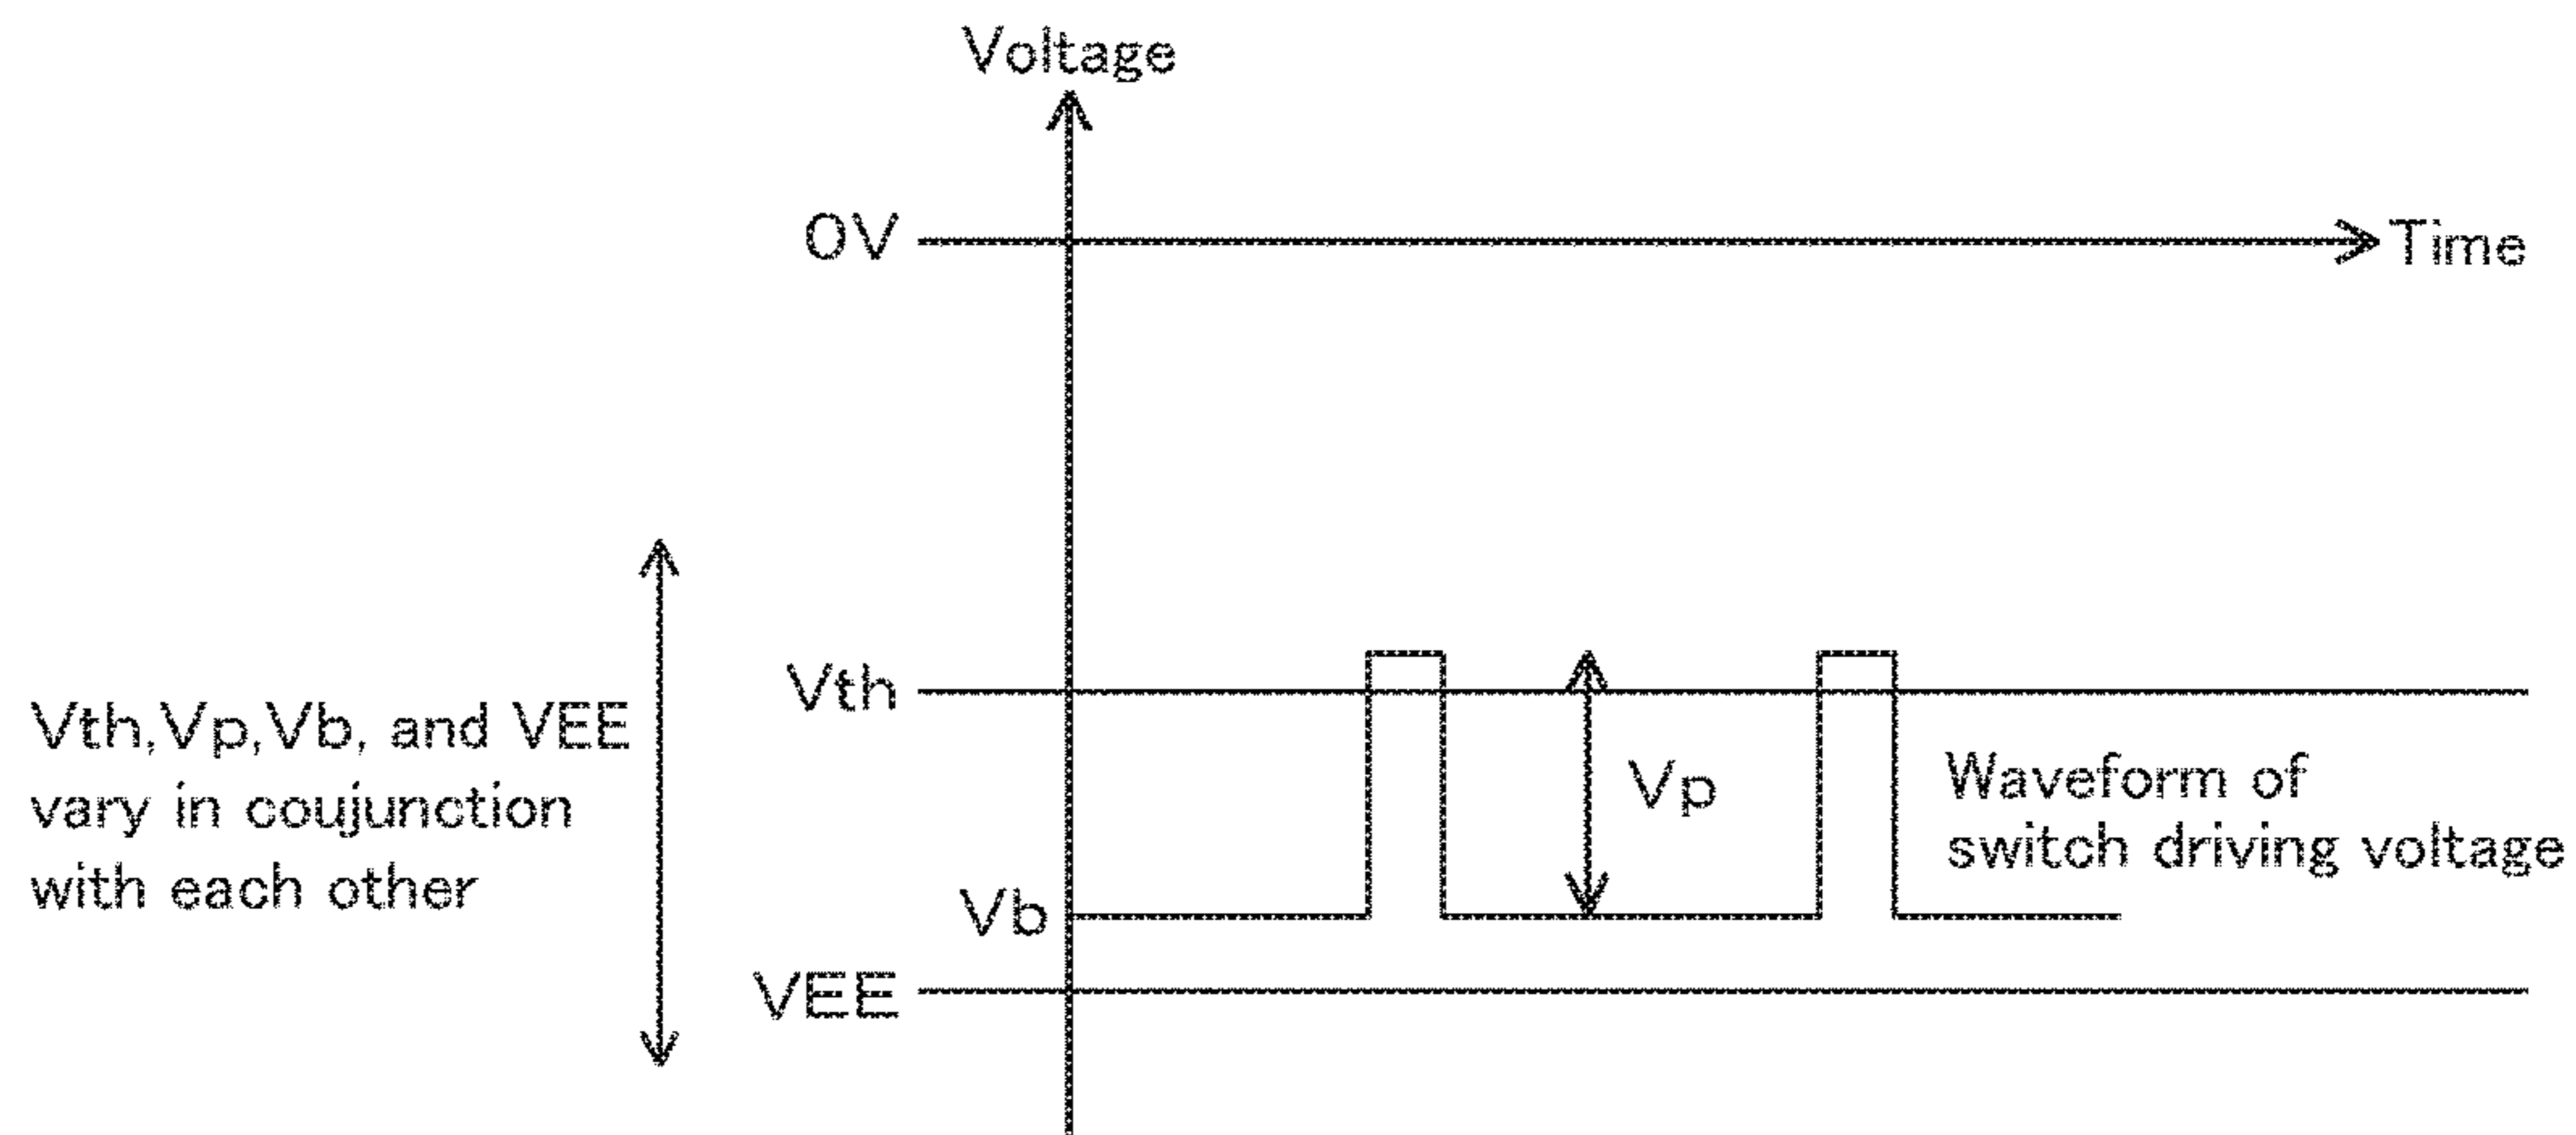 Voltage
0V
Time
Vth
Vth,Vp,Vb, and VEE
vary in coujunction
with each other
Vp
Waveform of
switch driving voltage
Vb
VEE